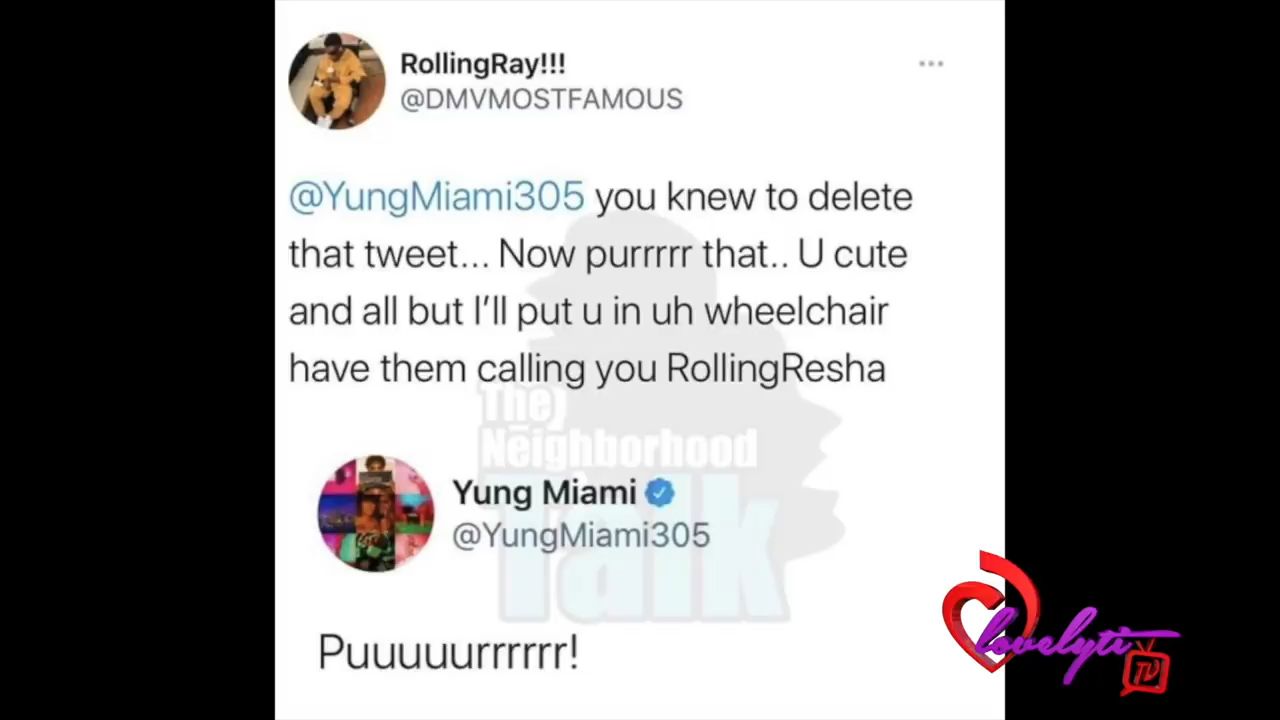 RollingRay!!!
@DMVMOSTFAMOUS
@YungMiami305 you knew to delete
that tweet... Now purrrrr that.. U cute
and all but I'll put u in uh wheelchair
have them calling you RollingResha
They
Neighborhood
Talk
Yung Miami
@YungMiami305
Puuuuurrrrrr!
lovelyti
TV